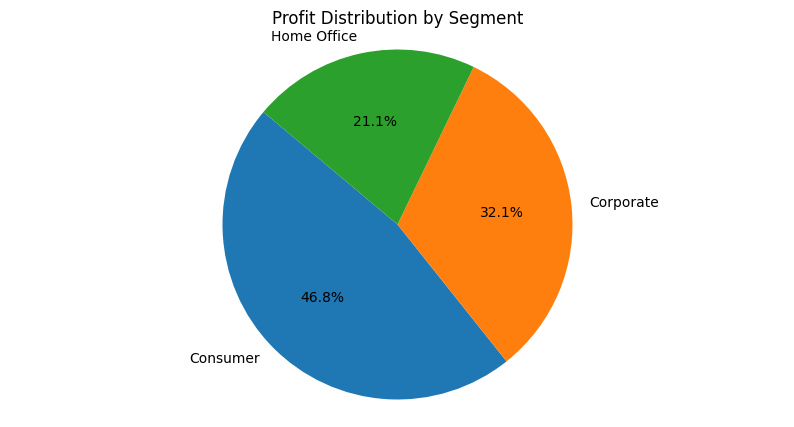 Profit Distribution by Segment
Home Office
21.1%
Corporate
32.1%
46.8%
Consumer